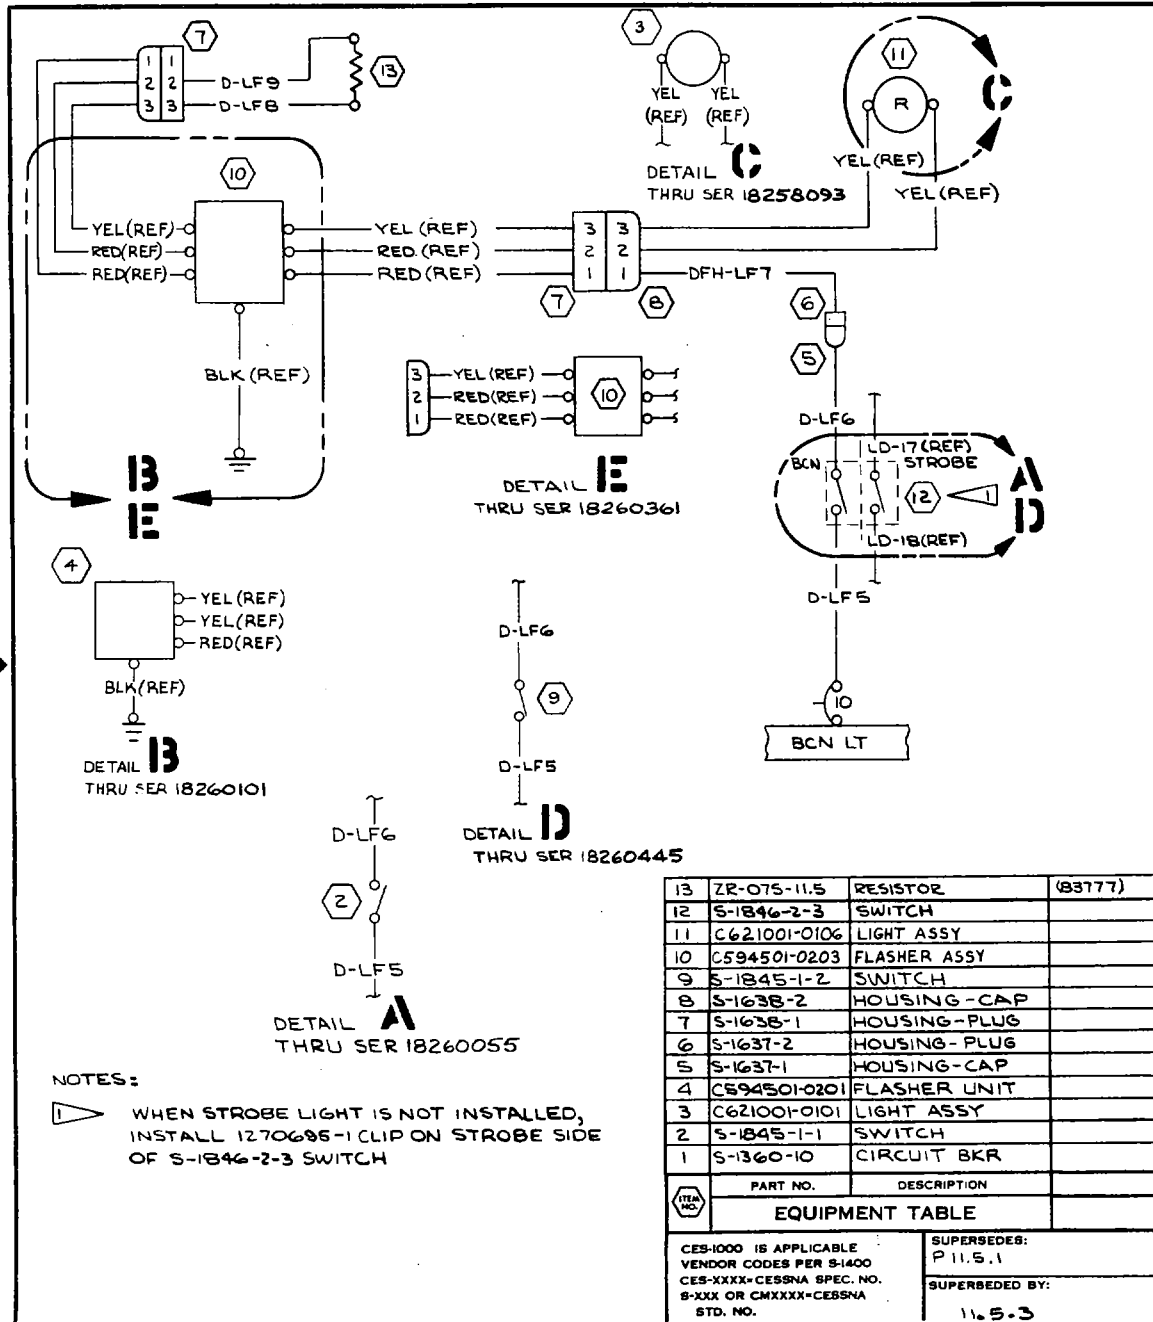 7
1 1
2 2
3 3
D-LF9
D-LF8
13
3
YEL (REF)
YEL (REF)
DETAIL C
THRU SER 18258093
11
R
C
YEL (REF)
YEL (REF)
10
YEL (REF)
RED (REF)
RED (REF)
YEL (REF)
RED (REF)
RED (REF)
3 3
2 2
1 1
7
8
DFH-LF7
6
5
BLK (REF)
B
E
3 YEL (REF)
2 RED (REF)
1 RED (REF)
10
DETAIL E
THRU SER 18260361
D-LF6
LD-17 (REF)
BCN
STROBE
12
1
A
D
LD-18 (REF)
D-LF5
10
BCN LT
4
YEL (REF)
YEL (REF)
RED (REF)
BLK (REF)
DETAIL B
THRU SER 18260101
D-LF6
9
D-LF5
DETAIL D
THRU SER 18260445
D-LF6
2
D-LF5
DETAIL A
THRU SER 18260055
NOTES:
1 WHEN STROBE LIGHT IS NOT INSTALLED,
INSTALL 1270695-1 CLIP ON STROBE SIDE
OF S-1846-2-3 SWITCH
13 ZR-075-11.5 RESISTOR (83777)
12 S-1846-2-3 SWITCH
11 C621001-0106 LIGHT ASSY
10 C594501-0203 FLASHER ASSY
9 S-1845-1-2 SWITCH
8 S-1638-2 HOUSING-CAP
7 S-1638-1 HOUSING-PLUG
6 S-1637-2 HOUSING-PLUG
5 S-1637-1 HOUSING-CAP
4 C594501-0201 FLASHER UNIT
3 C621001-0101 LIGHT ASSY
2 S-1845-1-1 SWITCH
1 S-1360-10 CIRCUIT BKR
ITEM NO. PART NO. DESCRIPTION
EQUIPMENT TABLE
CES-1000 IS APPLICABLE
VENDOR CODES PER S-1400
CES-XXXX=CESSNA SPEC. NO.
S-XXX OR CMXXXX=CESSNA
STD. NO.
SUPERSEDES:
P 11.5.1
SUPERSEDED BY:
11.5.3